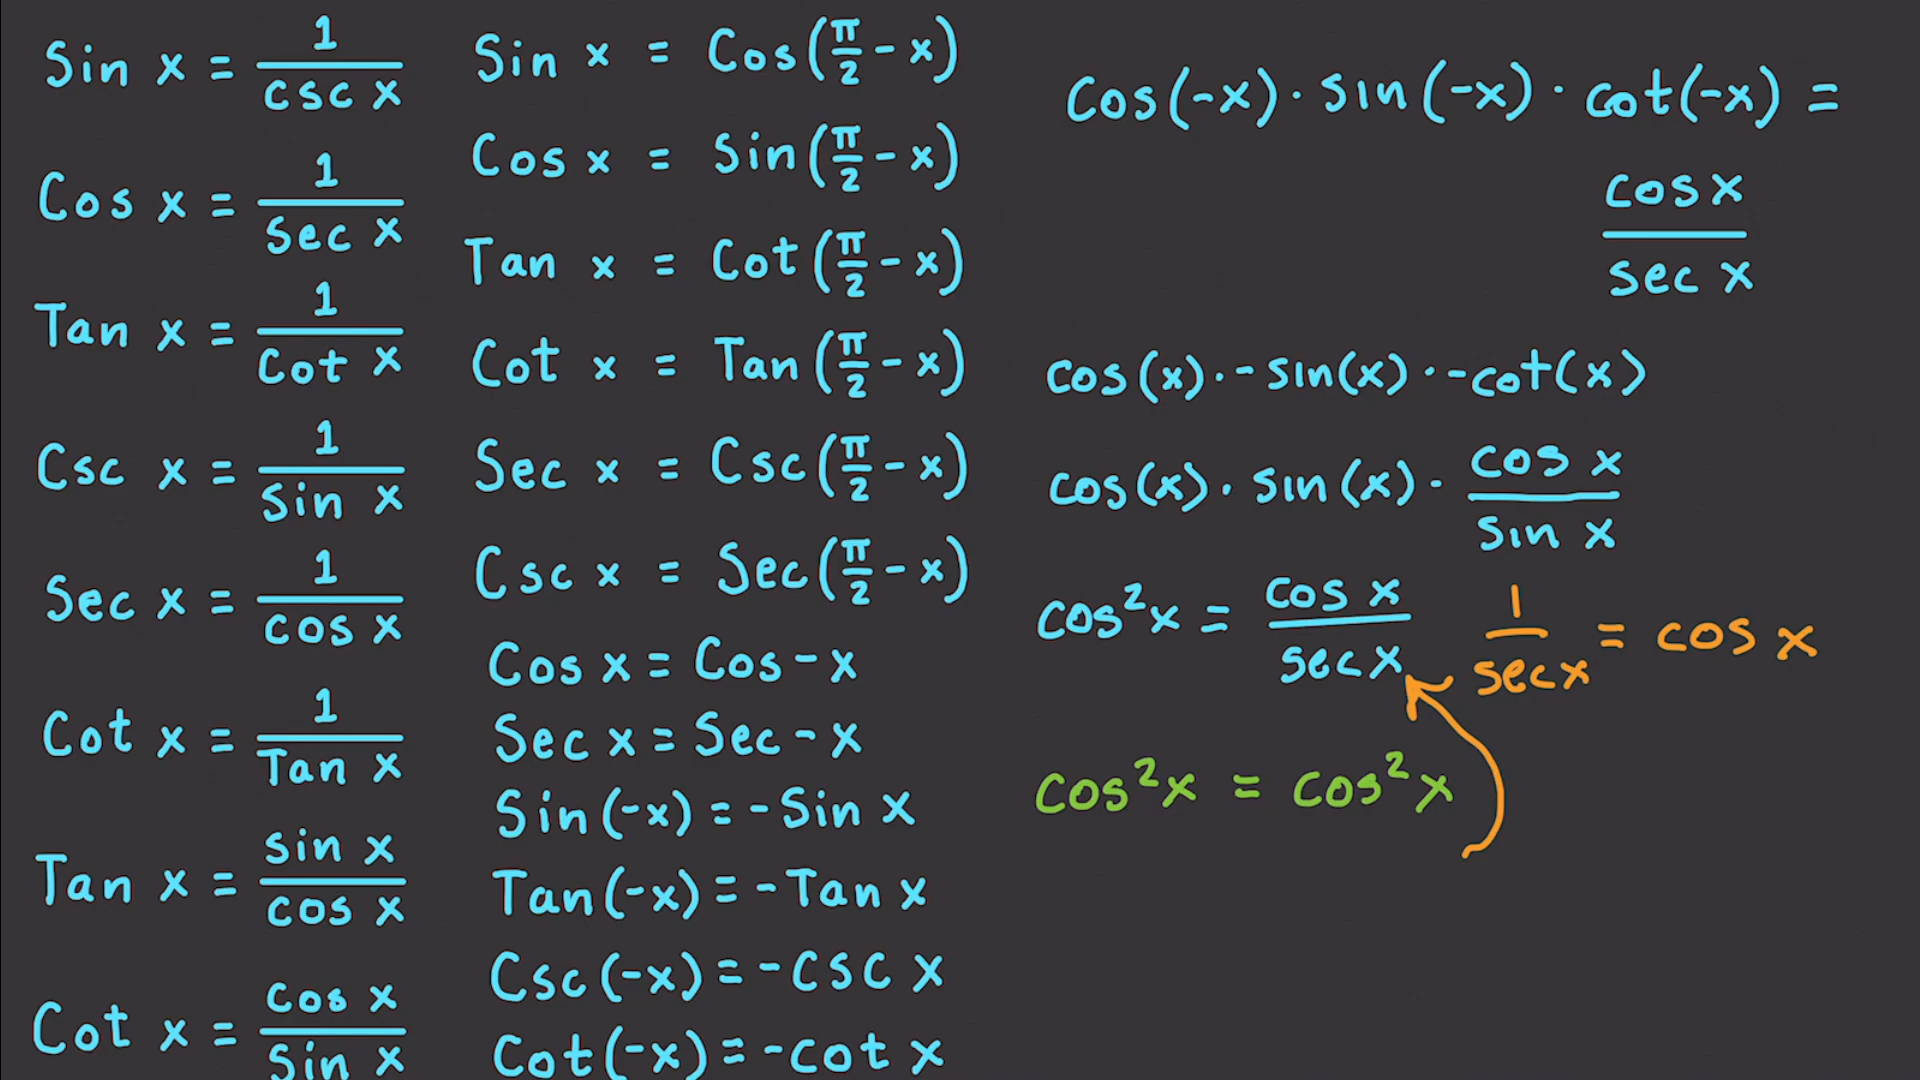 Sin x = 1/csc x
Cos x = 1/sec x
Tan x = 1/cot x
Csc x = 1/sin x
Sec x = 1/cos x
Cot x = 1/Tan x
Tan x = sin x/cos x
Cot x = cos x/sin x
Sin x = Cos(π/2 - x)
Cos x = Sin(π/2 - x)
Tan x = Cot(π/2 - x)
Cot x = Tan(π/2 - x)
Sec x = Csc(π/2 - x)
Csc x = Sec(π/2 - x)
Cos x = Cos - x
Sec x = Sec - x
Sin(-x) = -Sin x
Tan(-x) = -Tan x
Csc(-x) = -csc x
Cot(-x) = -cot x
cos(-x) · sin(-x) · cot(-x) =
cos x/sec x
cos(x) · -sin(x) · -cot(x)
cos(x) · sin(x) · cos x/sin x
cos²x = cos x/sec x
1/sec x = cos x
cos²x = cos²x